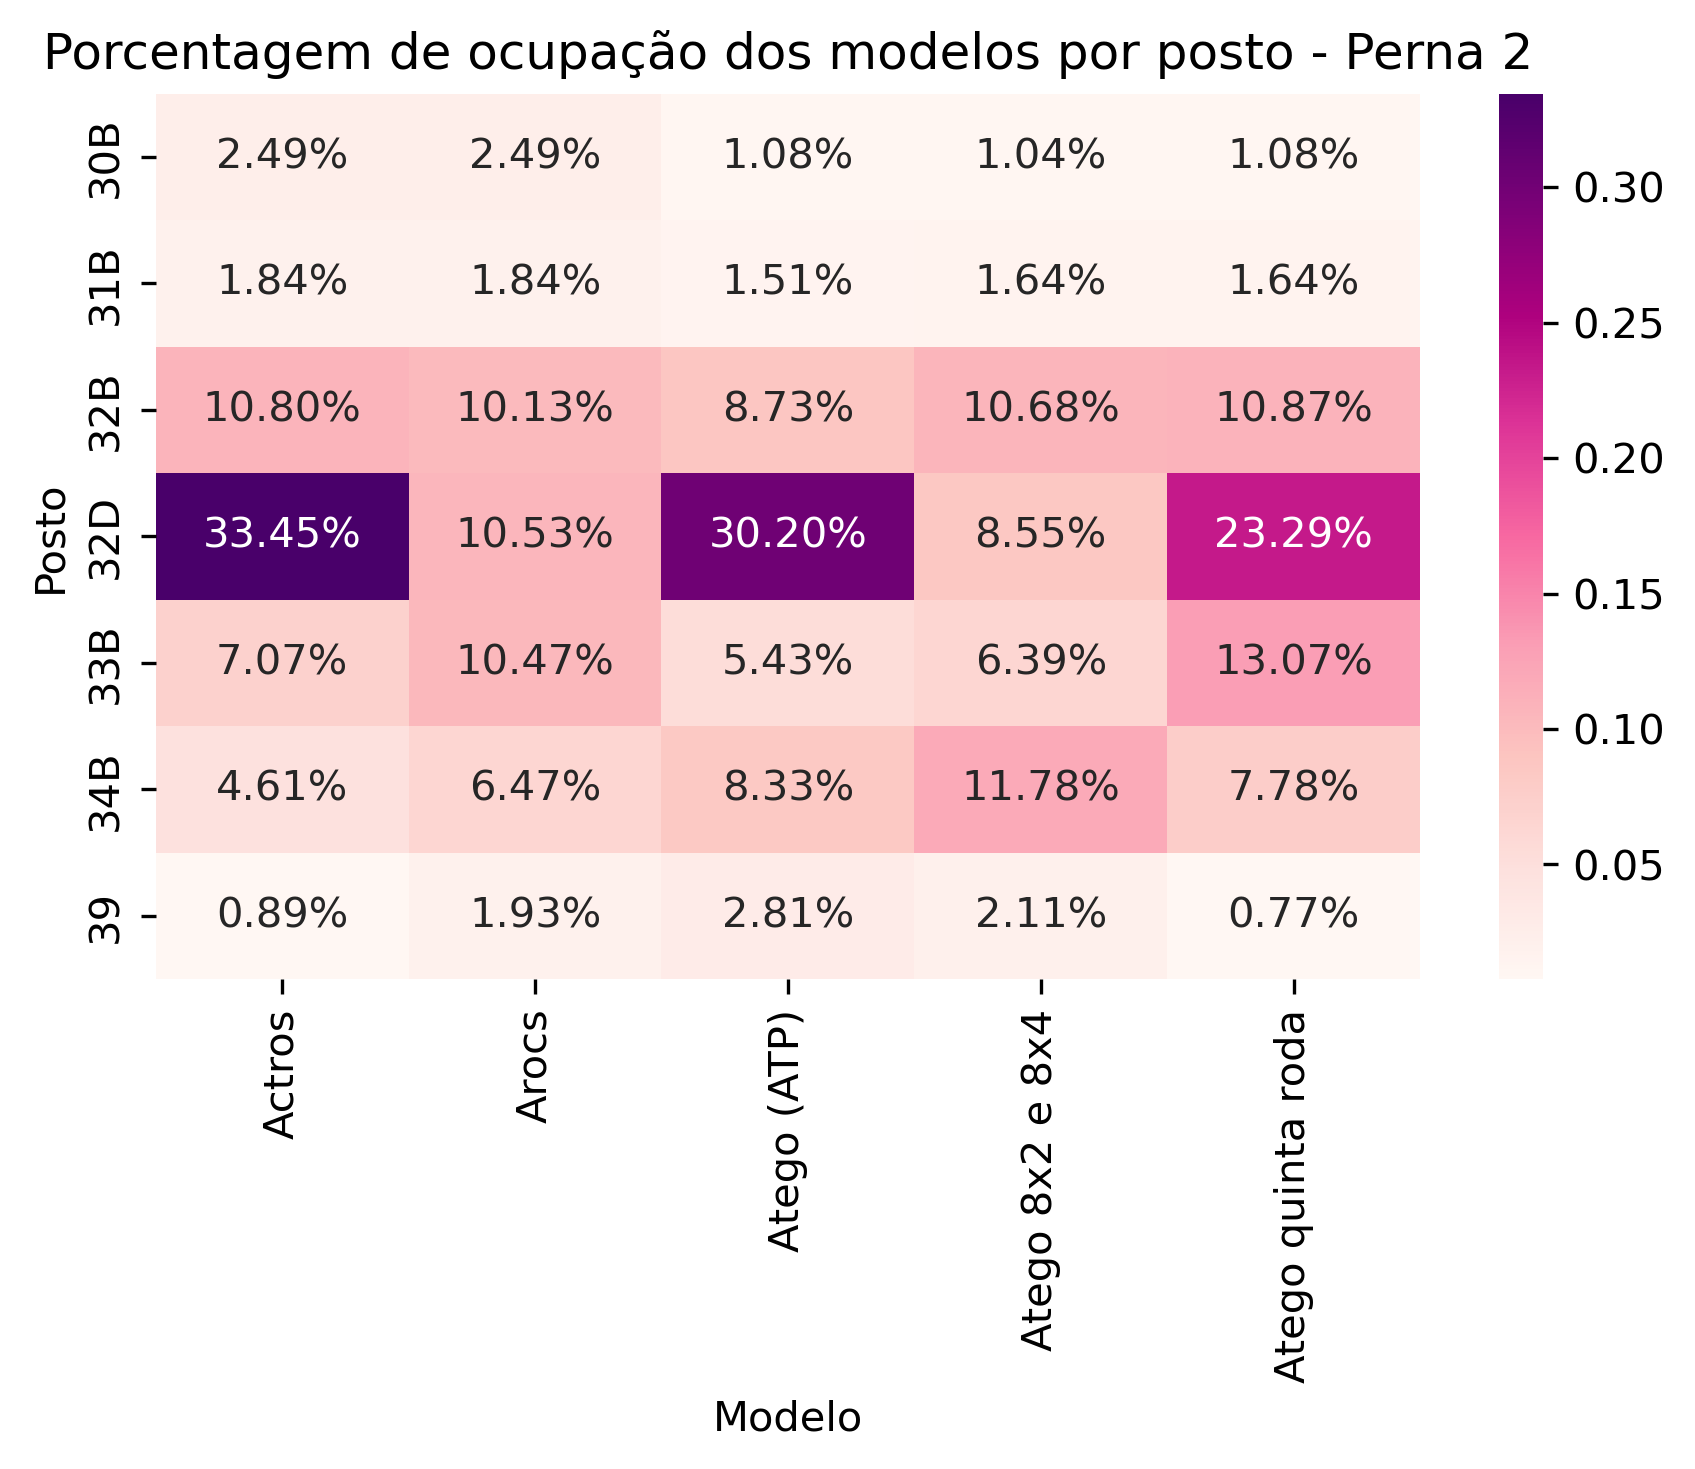 Porcentagem de ocupação dos modelos por posto - Perna 2
Posto
30B 2.49% 2.49% 1.08% 1.04% 1.08%
31B 1.84% 1.84% 1.51% 1.64% 1.64%
32B 10.80% 10.13% 8.73% 10.68% 10.87%
32D 33.45% 10.53% 30.20% 8.55% 23.29%
33B 7.07% 10.47% 5.43% 6.39% 13.07%
34B 4.61% 6.47% 8.33% 11.78% 7.78%
39 0.89% 1.93% 2.81% 2.11% 0.77%
Actros
Arocs
Atego (ATP)
Atego 8x2 e 8x4
Atego quinta roda
Modelo
0.30
0.25
0.20
0.15
0.10
0.05